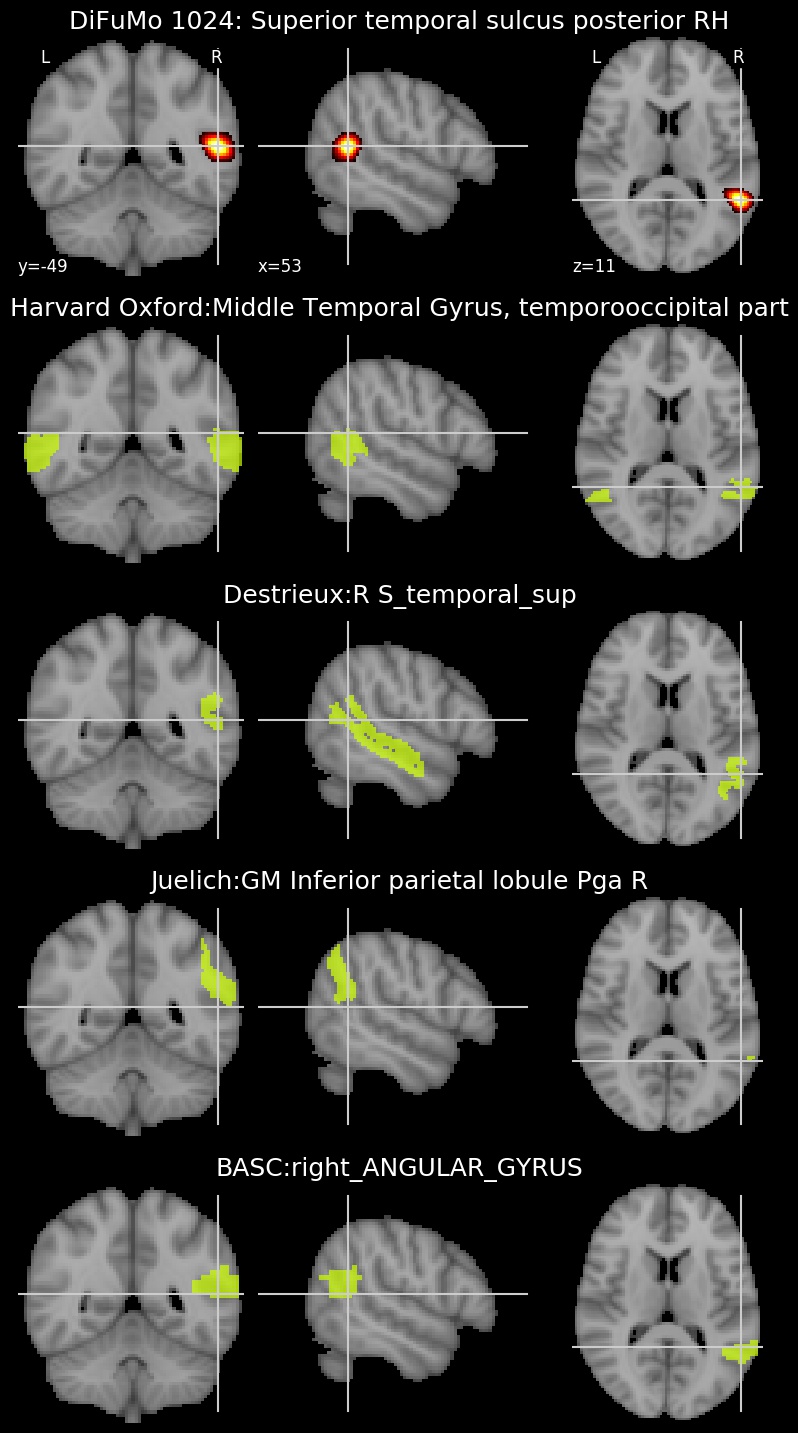 DiFuMo 1024: Superior temporal sulcus posterior RH
L R L R
y=-49 x=53 z=11
Harvard Oxford:Middle Temporal Gyrus, temporooccipital part
Destrieux:R S_temporal_sup
Juelich:GM Inferior parietal lobule Pga R
BASC:right_ANGULAR_GYRUS